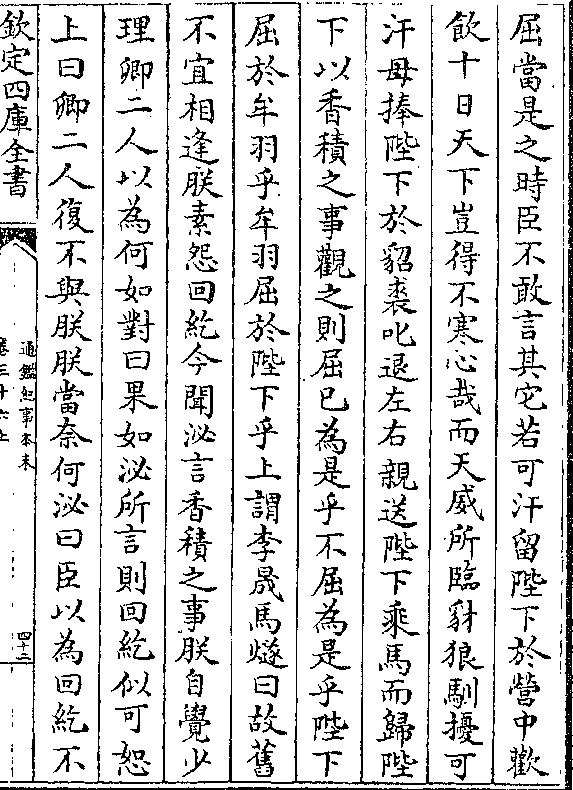 屈當是之時臣不敢言其它若可汗留陛下於營中歡
飲十日天下豈得不寒心哉而天威所臨豺狼馴擾可
汗母捧陛下於貂裘叱退左右親送陛下乘馬而歸陛
下以香積之事觀之則屈已為是乎不屈為是乎陛下
屈於牟羽乎牟羽屈於陛下乎上謂李晟馬燧曰故舊
不宜相逢朕素怨回紇今聞泌言香積之事朕自覺少
理卿二人以為何如對曰果如泌所言則回紇似可恕
上曰卿二人復不與朕朕當奈何泌曰臣以為回紇不
欽定四庫全書
通鑑紀事本末
卷三十六上
四十二